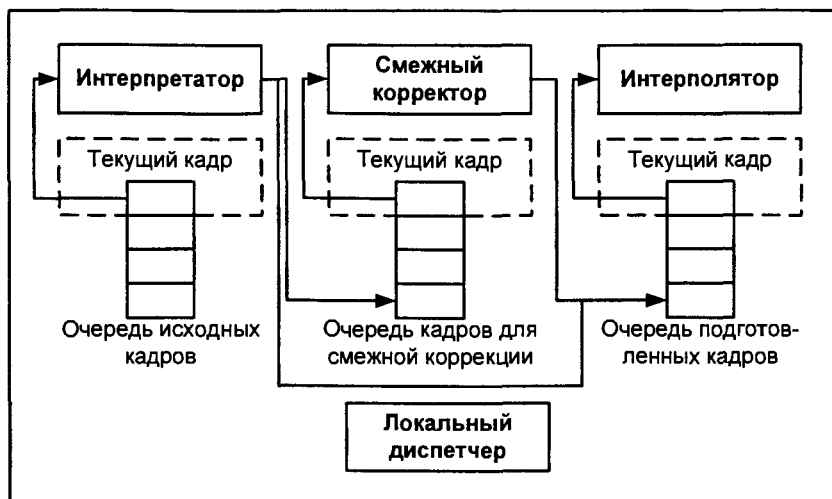 Интерпретатор
Смежный
корректор
Интерполятор
Текущий кадр
Текущий кадр
Текущий кадр
Очередь исходных
кадров
Очередь кадров для
смежной коррекции
Очередь подготов-
ленных кадров
Локальный
диспетчер